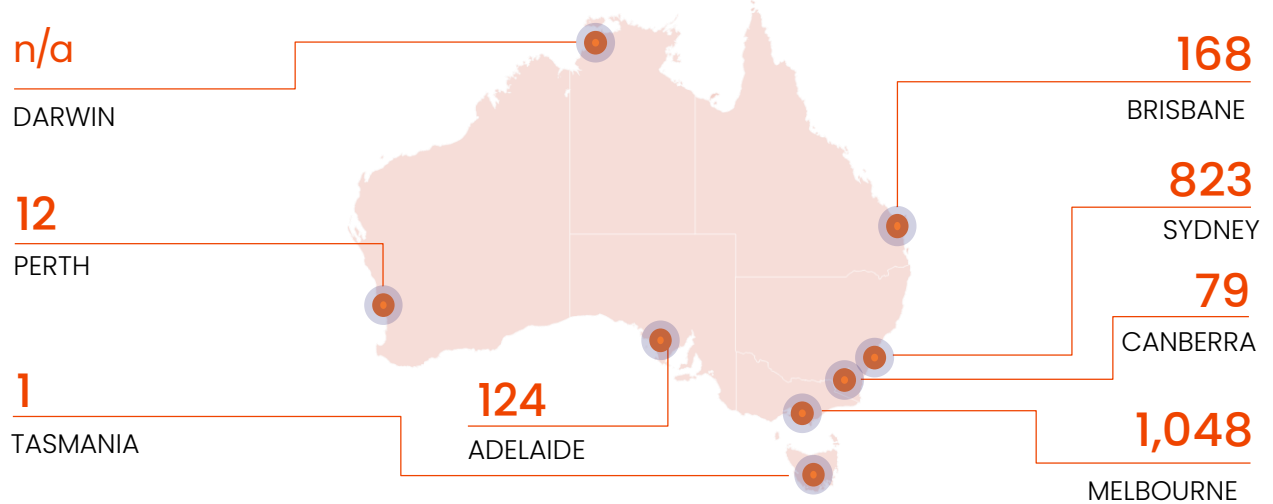 n/a
DARWIN
12
PERTH
1
TASMANIA
124
ADELAIDE
168
BRISBANE
823
SYDNEY
79
CANBERRA
1,048
MELBOURNE